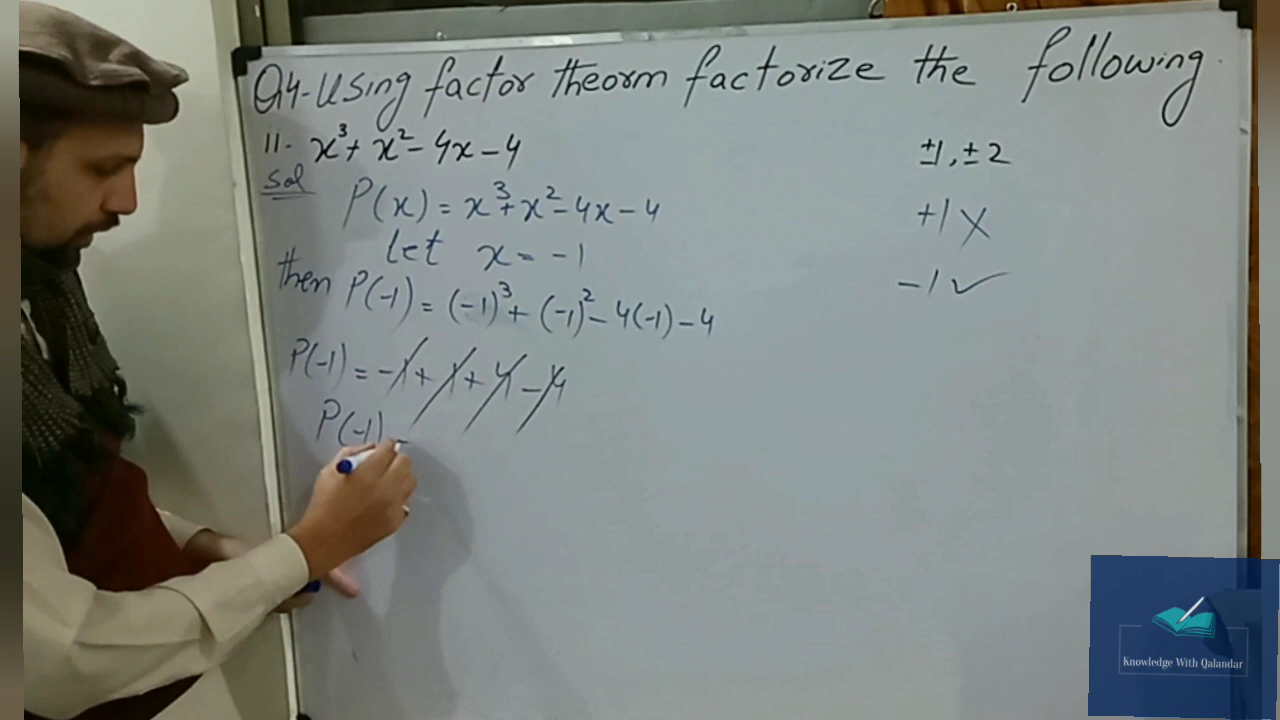 Q4-Using factor theorm factorize the following.
11. x³+ x²- 4x - 4
Sol
P(x) = x³+x²-4x-4
Let x = -1
then P(-1) = (-1)³+ (-1)²- 4(-1) - 4
P(-1) = -1 + 1 + 4 - 4
P(-1) =
±1, ±2
+1 X
-1 ✓
Knowledge With Qalandar